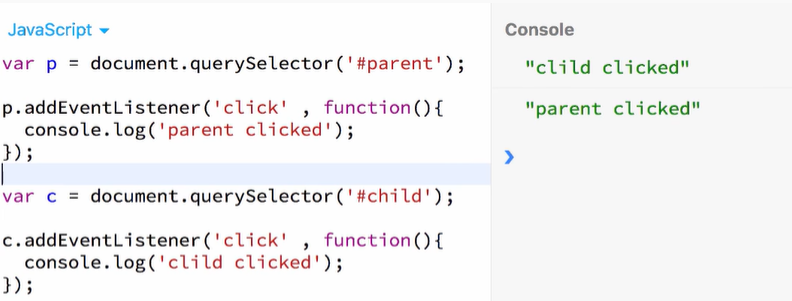 JavaScript
var p = document.querySelector('#parent');
p.addEventListener('click' , function(){
  console.log('parent clicked');
});
var c = document.querySelector('#child');
c.addEventListener('click' , function(){
  console.log('clild clicked');
});
Console
"clild clicked"
"parent clicked"